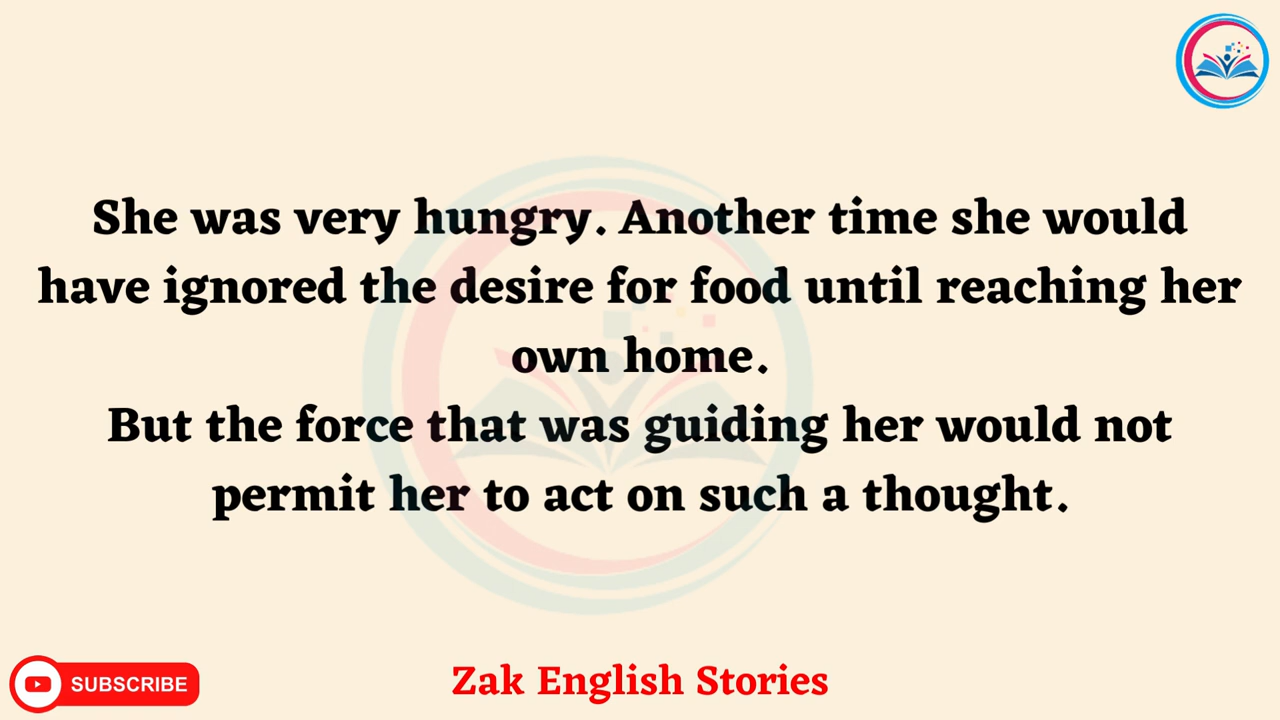 She was very hungry. Another time she would
have ignored the desire for food until reaching her
own home.
But the force that was guiding her would not
permit her to act on such a thought.
SUBSCRIBE
Zak English Stories